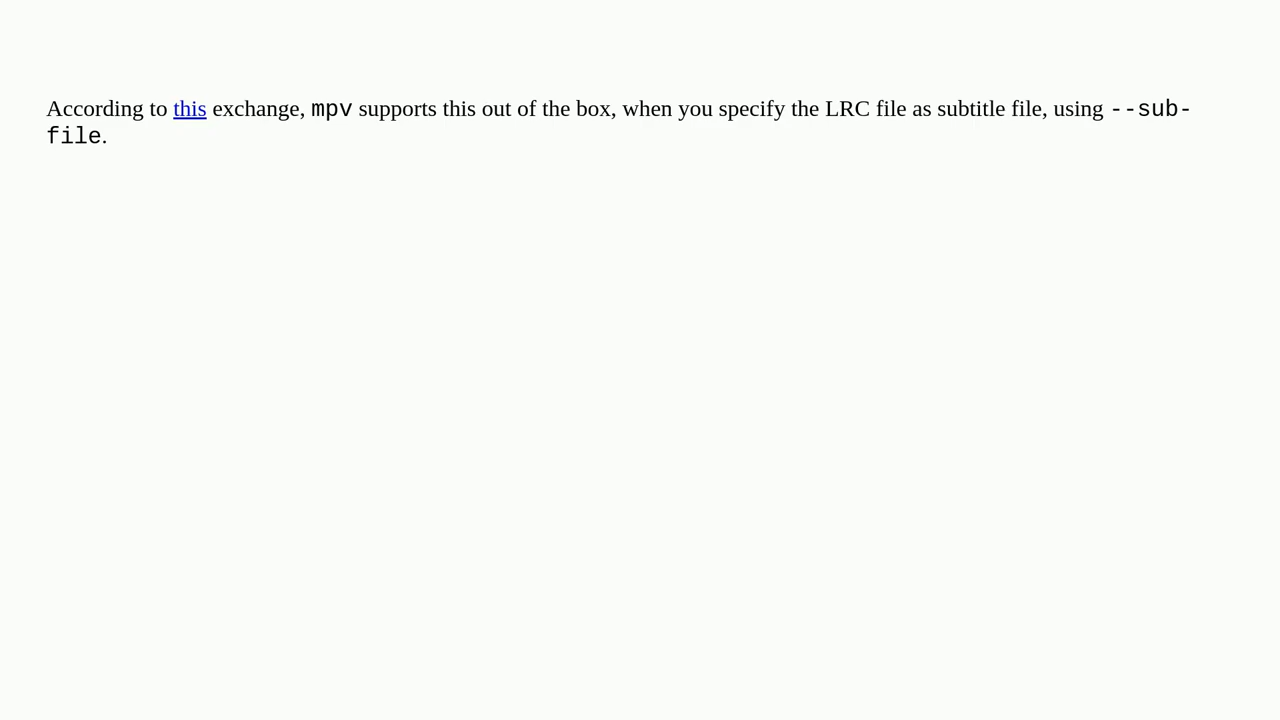 According to this exchange, mpv supports this out of the box, when you specify the LRC file as subtitle file, using --sub-
file.